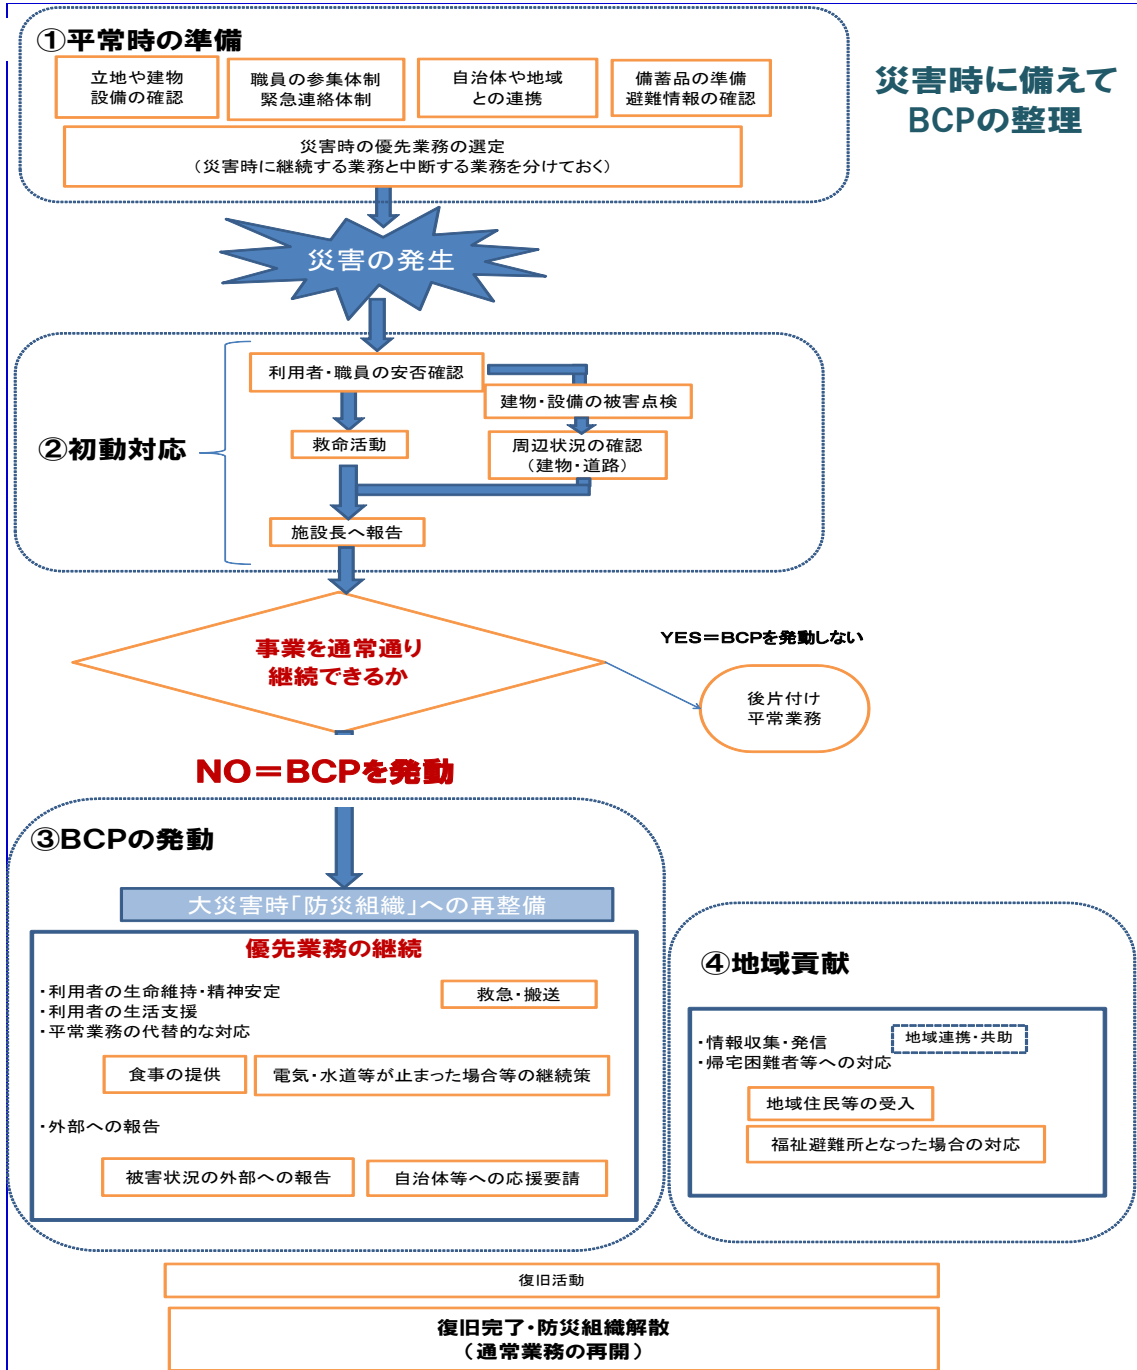 ①平常時の準備
災害時に備えて
BCPの整理
立地や建物
設備の確認
職員の参集体制
緊急連絡体制
自治体や地域
との連携
備蓄品の準備
避難情報の確認
災害時の優先業務の選定
（災害時に継続する業務と中断する業務を分けておく）
災害の発生
②初動対応
利用者・職員の安否確認
建物・設備の被害点検
救命活動
周辺状況の確認
（建物・道路）
施設長へ報告
事業を通常通り
継続できるか
YES＝BCPを発動しない
後片付け
平常業務
NO＝BCPを発動
③BCPの発動
大災害時「防災組織」への再整備
優先業務の継続
・利用者の生命維持・精神安定
・利用者の生活支援
・平常業務の代替的な対応
救急・搬送
食事の提供
電気・水道等が止まった場合等の継続策
・外部への報告
被害状況の外部への報告
自治体等への応援要請
④地域貢献
・情報収集・発信
・帰宅困難者等への対応
地域連携・共助
地域住民等の受入
福祉避難所となった場合の対応
復旧活動
復旧完了・防災組織解散
（通常業務の再開）